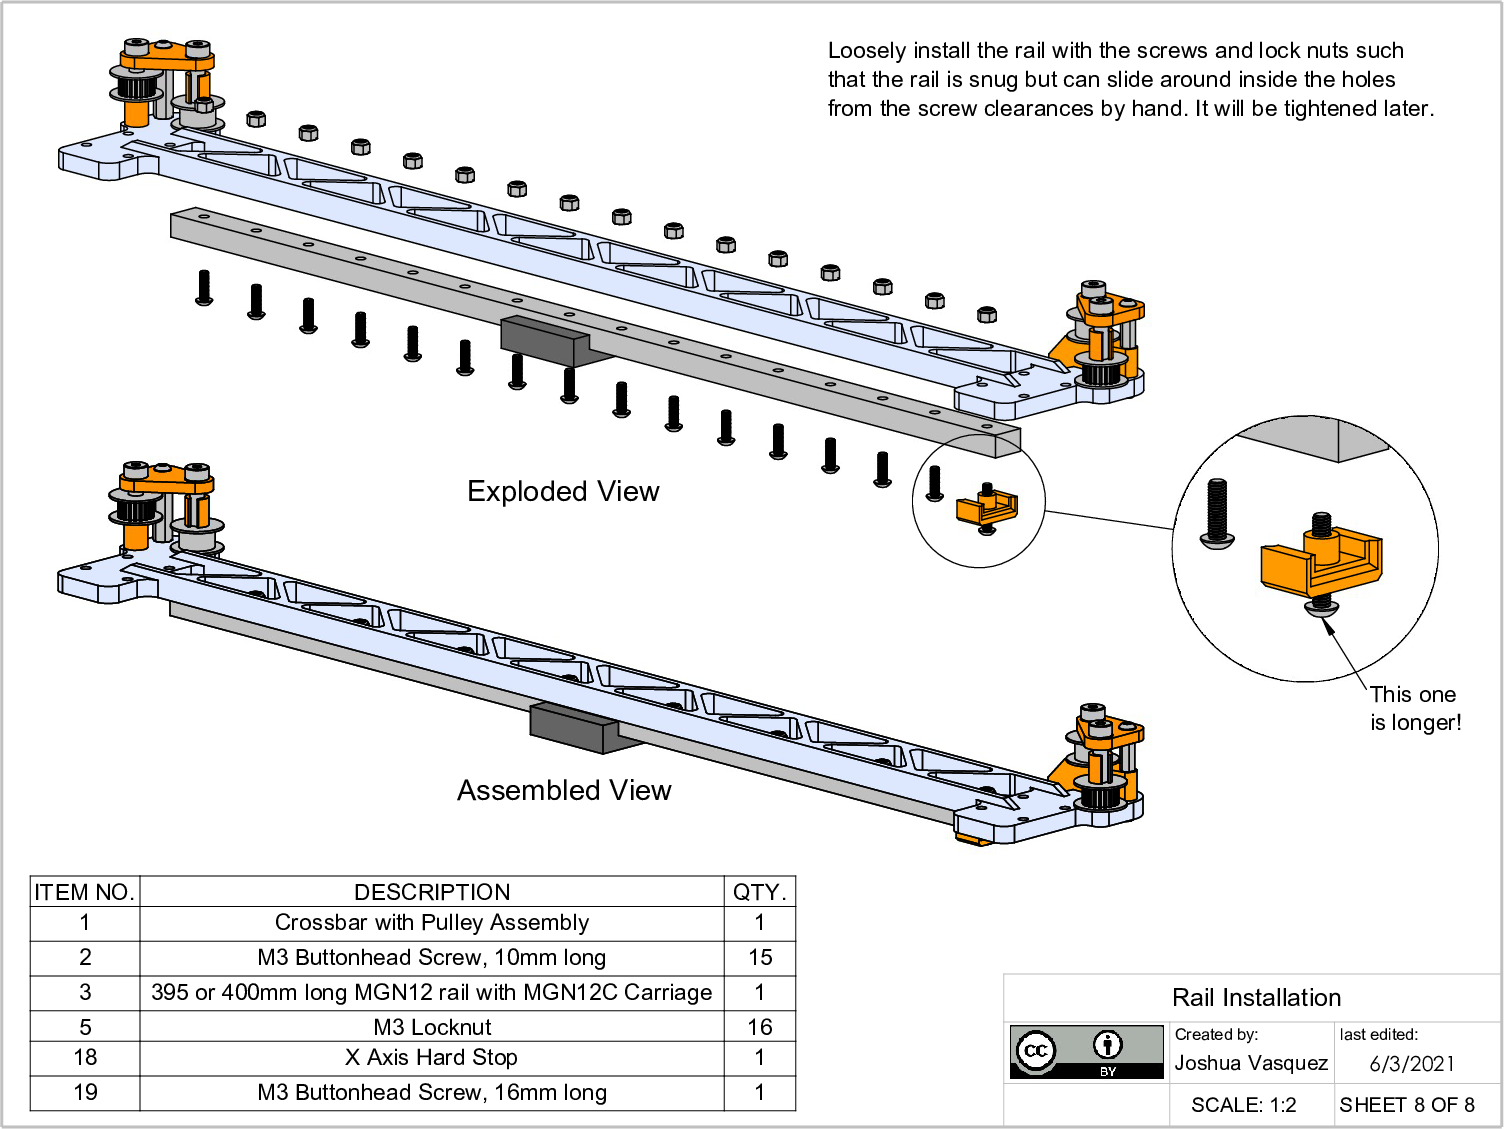 Loosely install the rail with the screws and lock nuts such
that the rail is snug but can slide around inside the holes
from the screw clearances by hand. It will be tightened later.
Exploded View
This one
is longer!
Assembled View
ITEM NO. DESCRIPTION QTY.
1 Crossbar with Pulley Assembly 1
2 M3 Buttonhead Screw, 10mm long 15
3 395 or 400mm long MGN12 rail with MGN12C Carriage 1
5 M3 Locknut 16
18 X Axis Hard Stop 1
19 M3 Buttonhead Screw, 16mm long 1
Rail Installation
cc BY
Created by:
Joshua Vasquez
last edited:
6/3/2021
SCALE: 1:2
SHEET 8 OF 8